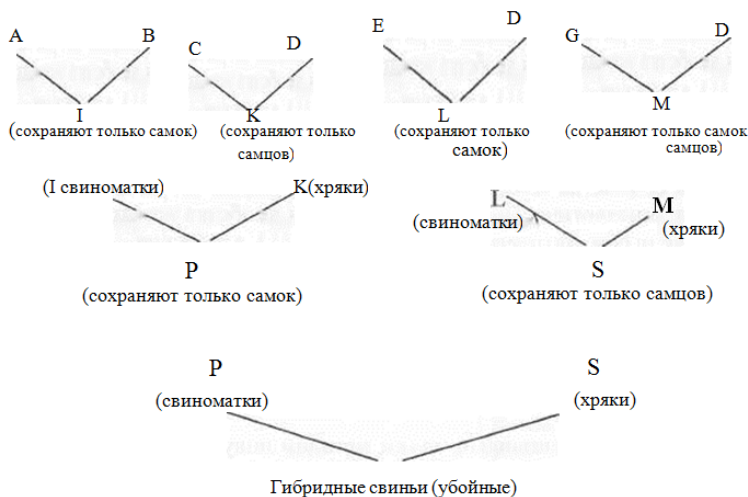 A B C D E D G D
I K L M
(сохраняют только самок) (сохраняют только самцов) (сохраняют только самок) (сохраняют только самок самцов)
(I свиноматки) K(хряки) L (свиноматки) M (хряки)
P S
(сохраняют только самок) (сохраняют только самцов)
P S
(свиноматки) (хряки)
Гибридные свиньи (убойные)